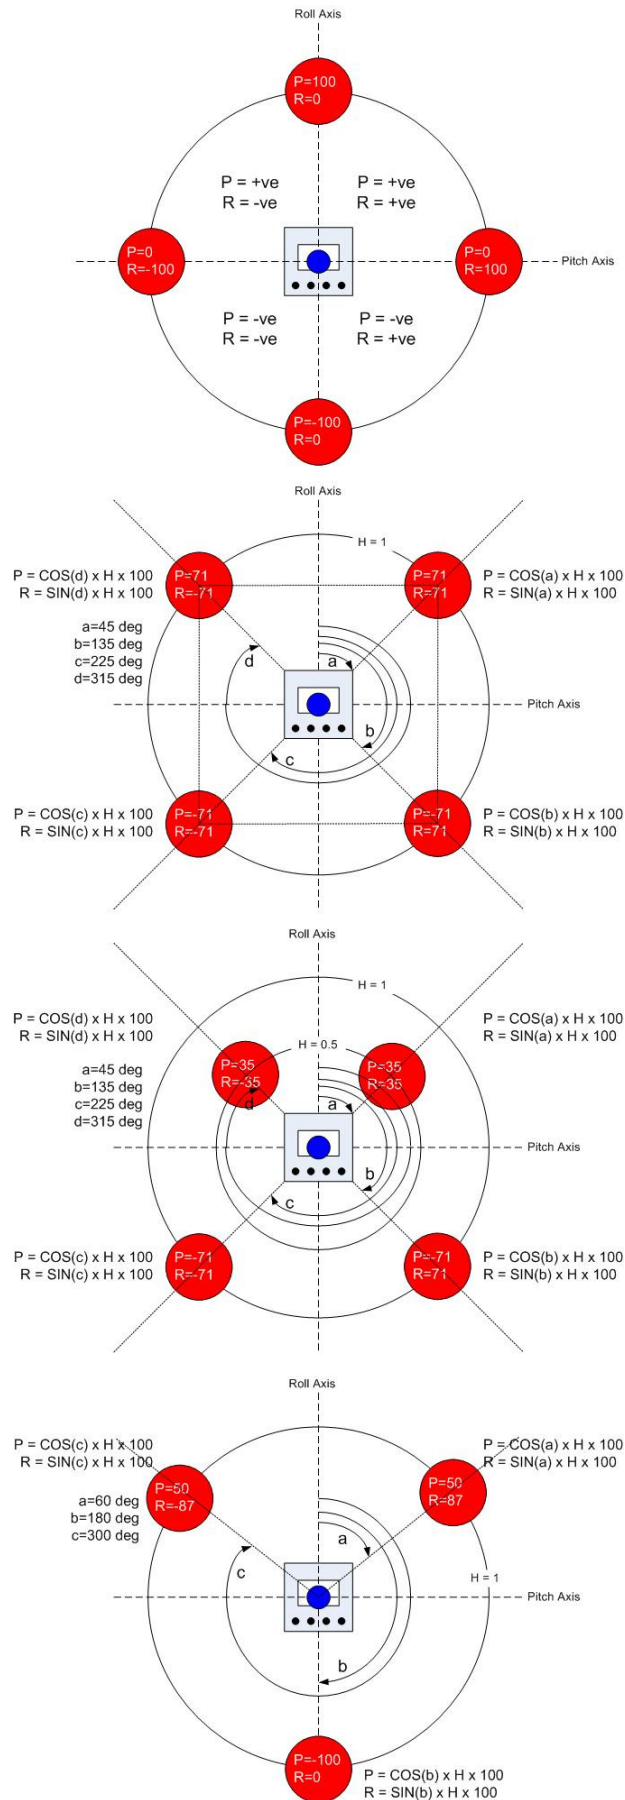 Roll Axis
P=100
R=0
P = +ve
R = -ve
P = +ve
R = +ve
P=0
R=-100
P=0
R=100
Pitch Axis
P = -ve
R = -ve
P = -ve
R = +ve
P=-100
R=0
Roll Axis
H = 1
P = COS(d) x H x 100
R = SIN(d) x H x 100
P=71
R=-71
P=71
R=71
P = COS(a) x H x 100
R = SIN(a) x H x 100
a=45 deg
b=135 deg
c=225 deg
d=315 deg
d
a
b
c
Pitch Axis
P = COS(c) x H x 100
R = SIN(c) x H x 100
P=-71
R=-71
P=-71
R=71
P = COS(b) x H x 100
R = SIN(b) x H x 100
Roll Axis
H = 1
P = COS(d) x H x 100
R = SIN(d) x H x 100
P = COS(a) x H x 100
R = SIN(a) x H x 100
H = 0.5
a=45 deg
b=135 deg
c=225 deg
d=315 deg
P=35
R=-35
P=35
R=35
d
a
b
c
Pitch Axis
P = COS(c) x H x 100
R = SIN(c) x H x 100
P=-71
R=-71
P=-71
R=71
P = COS(b) x H x 100
R = SIN(b) x H x 100
Roll Axis
P = COS(c) x H x 100
R = SIN(c) x H x 100
P = COS(a) x H x 100
R = SIN(a) x H x 100
P=50
R=-87
P=50
R=87
a=60 deg
b=180 deg
c=300 deg
a
c
H = 1
Pitch Axis
b
P=-100
R=0
P = COS(b) x H x 100
R = SIN(b) x H x 100